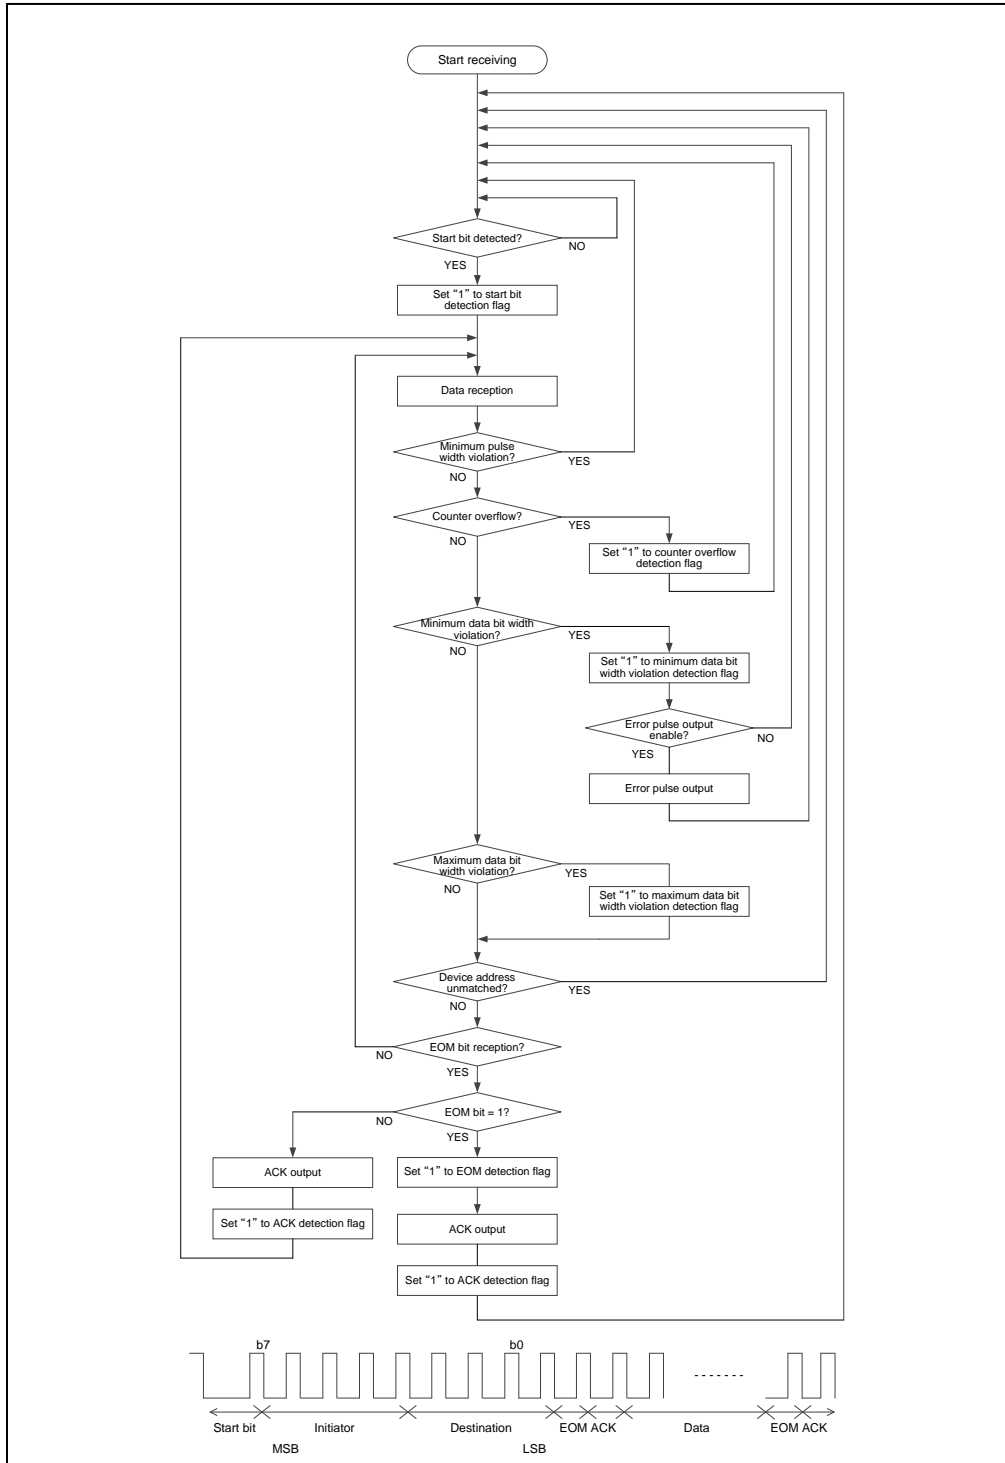 Start receiving
Start bit detected?
NO
YES
Set “1” to start bit
detection flag
Data reception
Minimum pulse
width violation?
YES
NO
Counter overflow?
YES
NO
Set “1” to counter overflow
detection flag
Minimum data bit width
violation?
YES
NO
Set “1” to minimum data bit
width violation detection flag
Error pulse output
enable?
NO
YES
Error pulse output
Maximum data bit
width violation?
YES
NO
Set “1” to maximum data bit
width violation detection flag
Device address
unmatched?
YES
NO
EOM bit reception?
NO
YES
EOM bit = 1?
NO
YES
ACK output
Set “1” to EOM detection flag
Set “1” to ACK detection flag
ACK output
Set “1” to ACK detection flag
b7
b0
Start bit
Initiator
Destination
EOM ACK
Data
EOM ACK
MSB
LSB